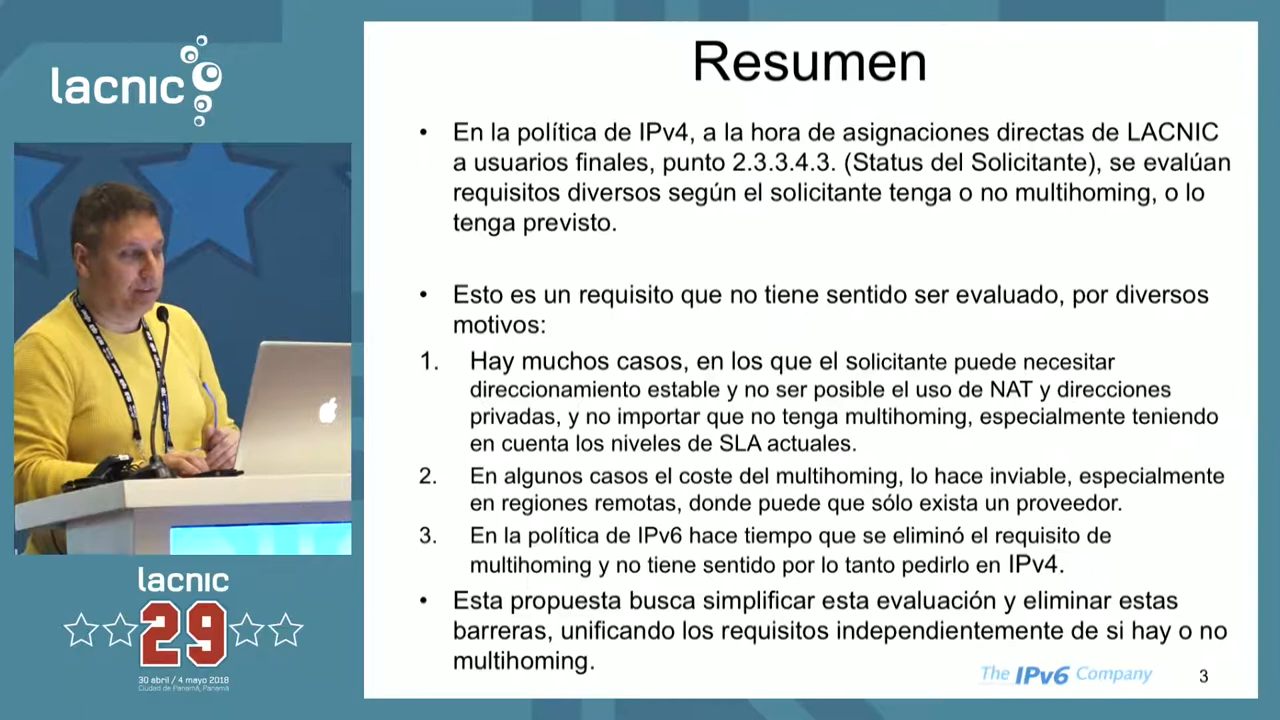 lacnic
lacnic
29
30 abril / 4 mayo 2018
Ciudad de Panamá, Panamá
Resumen
• En la política de IPv4, a la hora de asignaciones directas de LACNIC
a usuarios finales, punto 2.3.3.4.3. (Status del Solicitante), se evalúan
requisitos diversos según el solicitante tenga o no multihoming, o lo
tenga previsto.
• Esto es un requisito que no tiene sentido ser evaluado, por diversos
motivos:
1. Hay muchos casos, en los que el solicitante puede necesitar
direccionamiento estable y no ser posible el uso de NAT y direcciones
privadas, y no importar que no tenga multihoming, especialmente teniendo
en cuenta los niveles de SLA actuales.
2. En algunos casos el coste del multihoming, lo hace inviable, especialmente
en regiones remotas, donde puede que sólo exista un proveedor.
3. En la política de IPv6 hace tiempo que se eliminó el requisito de
multihoming y no tiene sentido por lo tanto pedirlo en IPv4.
• Esta propuesta busca simplificar esta evaluación y eliminar estas
barreras, unificando los requisitos independientemente de si hay o no
multihoming.
The IPv6 Company
3